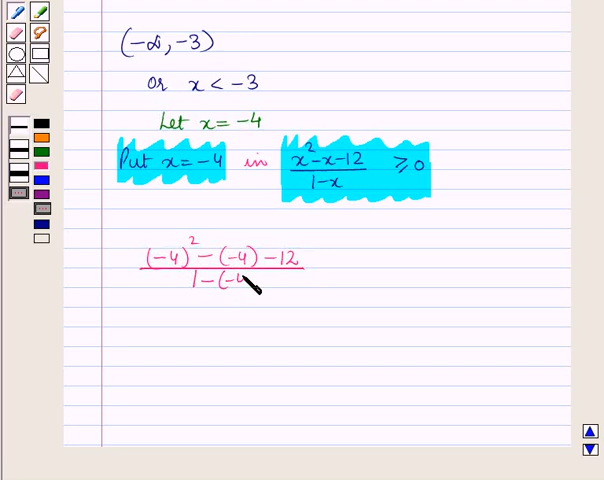 (-∞, -3)
or x < -3
Let x = -4
Put x = -4 in x² - x - 12 / 1 - x ≥ 0
(-4)² - (-4) - 12
1 - (-4